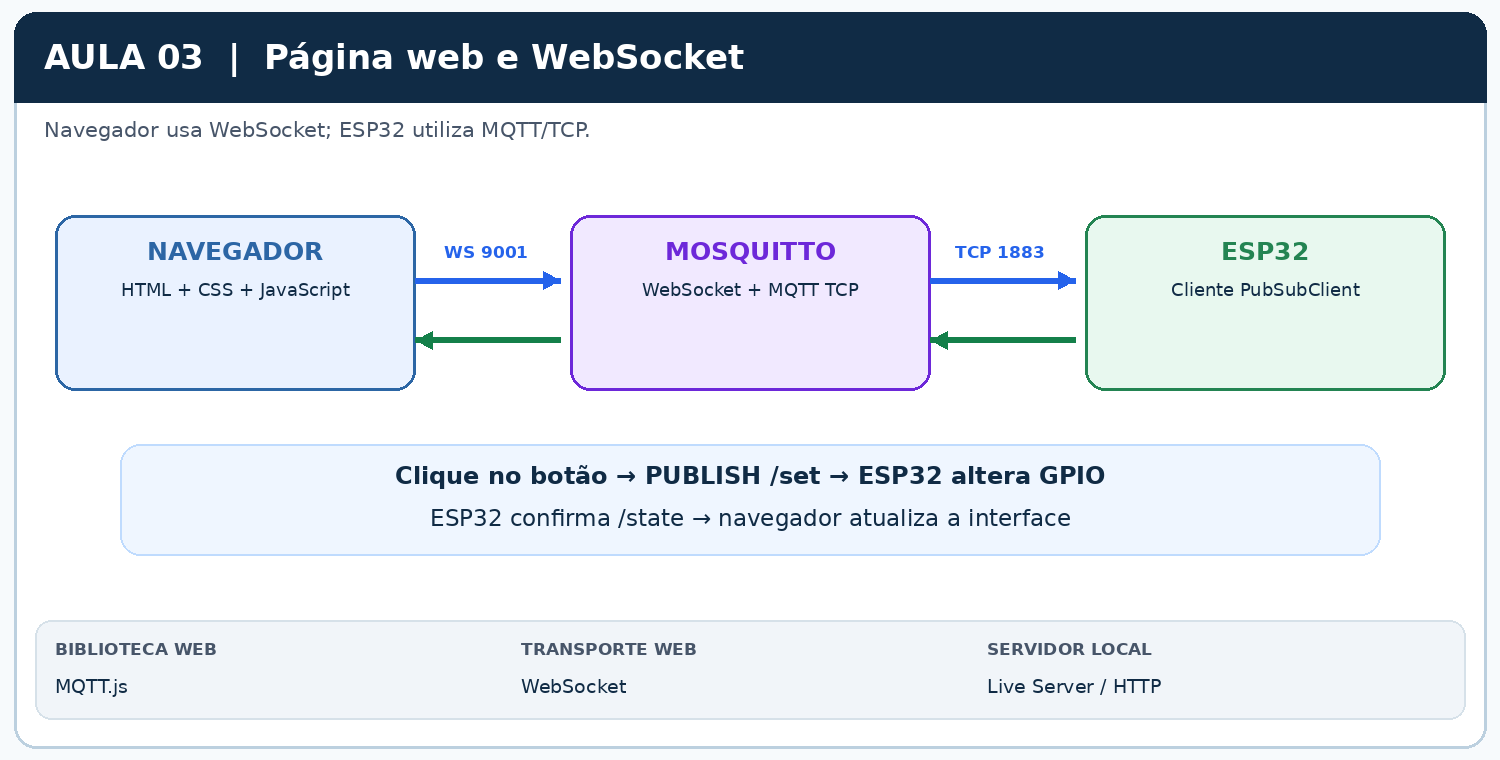 AULA 03 | Página web e WebSocket
Navegador usa WebSocket; ESP32 utiliza MQTT/TCP.
NAVEGADOR
HTML + CSS + JavaScript
WS 9001
MOSQUITTO
WebSocket + MQTT TCP
TCP 1883
ESP32
Cliente PubSubClient
Clique no botão → PUBLISH /set → ESP32 altera GPIO
ESP32 confirma /state → navegador atualiza a interface
BIBLIOTECA WEB
MQTT.js
TRANSPORTE WEB
WebSocket
SERVIDOR LOCAL
Live Server / HTTP